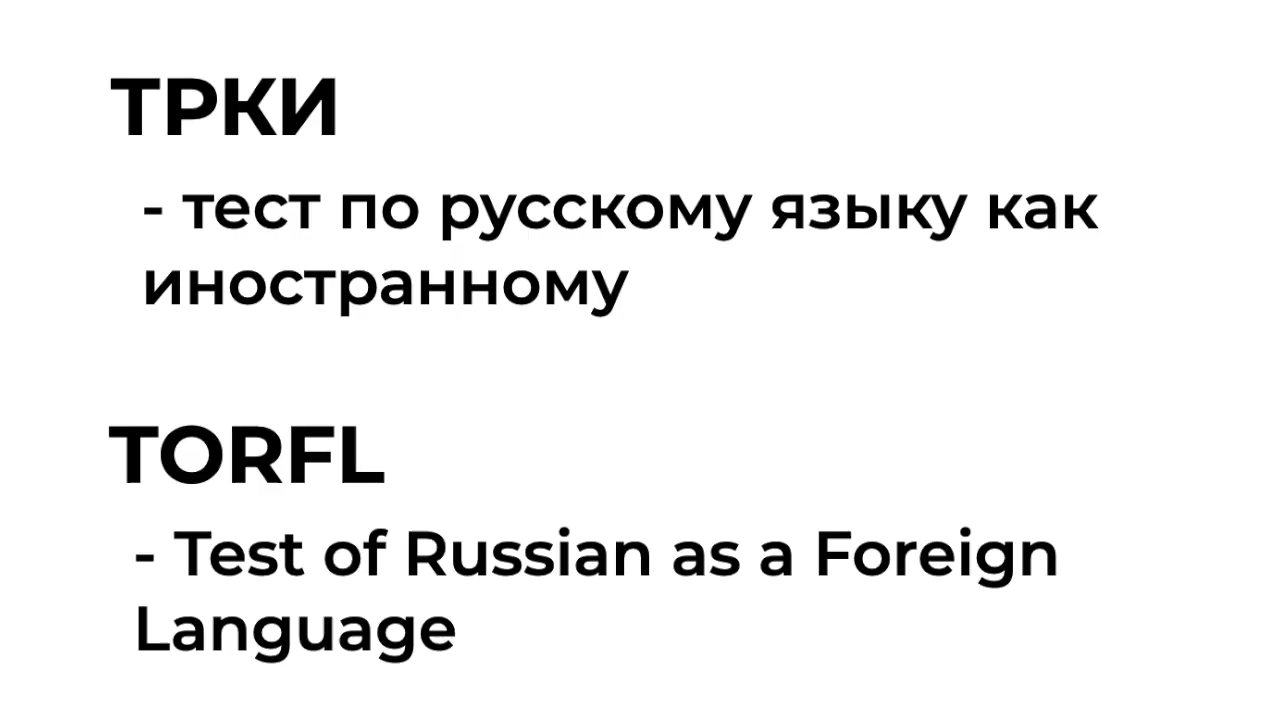 ТРКИ
- тест по русскому языку как
иностранному
TORFL
- Test of Russian as a Foreign
Language